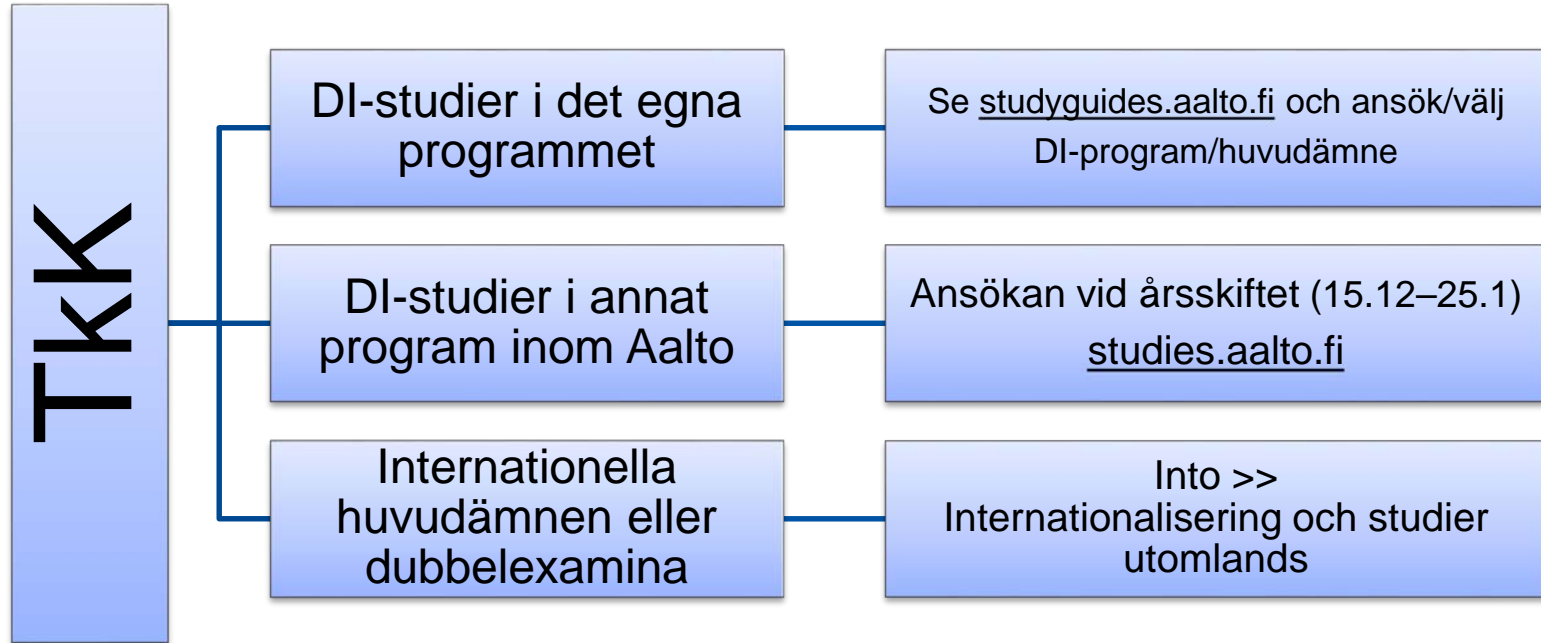 TkK
DI-studier i det egna
programmet
Se studyguides.aalto.fi och ansök/välj
DI-program/huvudämne
DI-studier i annat
program inom Aalto
Ansökan vid årsskiftet (15.12–25.1)
studies.aalto.fi
Internationella
huvudämnen eller
dubbelexamina
Into >>
Internationalisering och studier
utomlands